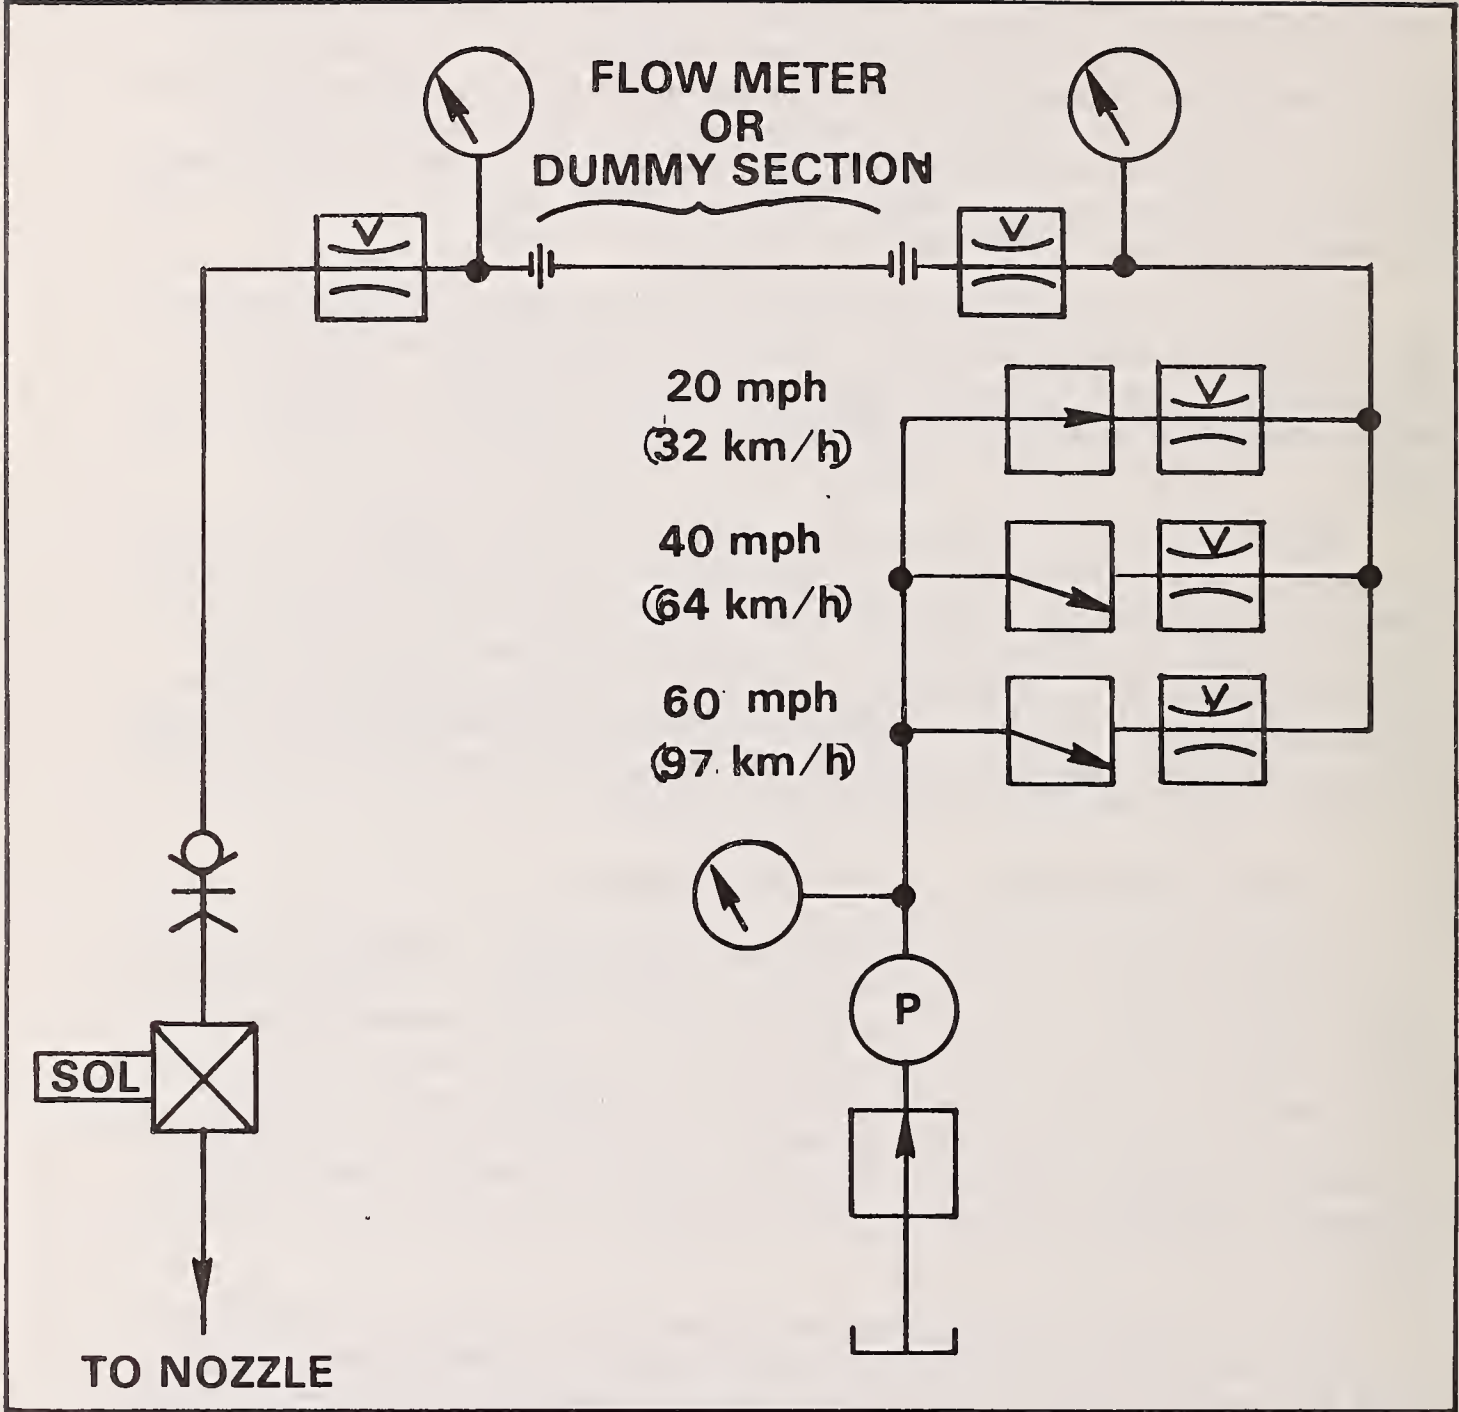 FLOW METER
OR
DUMMY SECTION
V
V
20 mph
(32 km/h)
V
40 mph
(64 km/h)
V
60 mph
(97 km/h)
V
P
SOL
TO NOZZLE